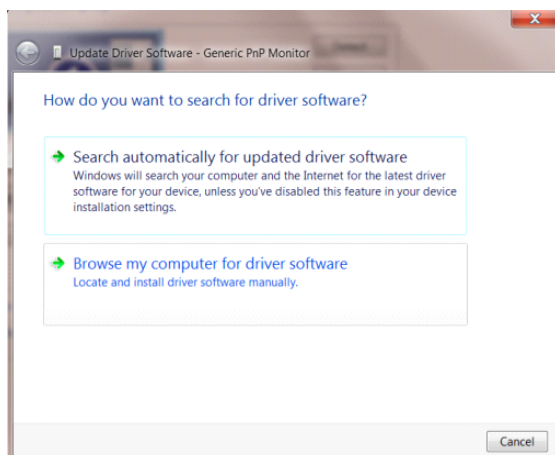 Update Driver Software - Generic PnP Monitor
How do you want to search for driver software?
Search automatically for updated driver software
Windows will search your computer and the Internet for the latest driver
software for your device, unless you've disabled this feature in your device
installation settings.
Browse my computer for driver software
Locate and install driver software manually.
Cancel